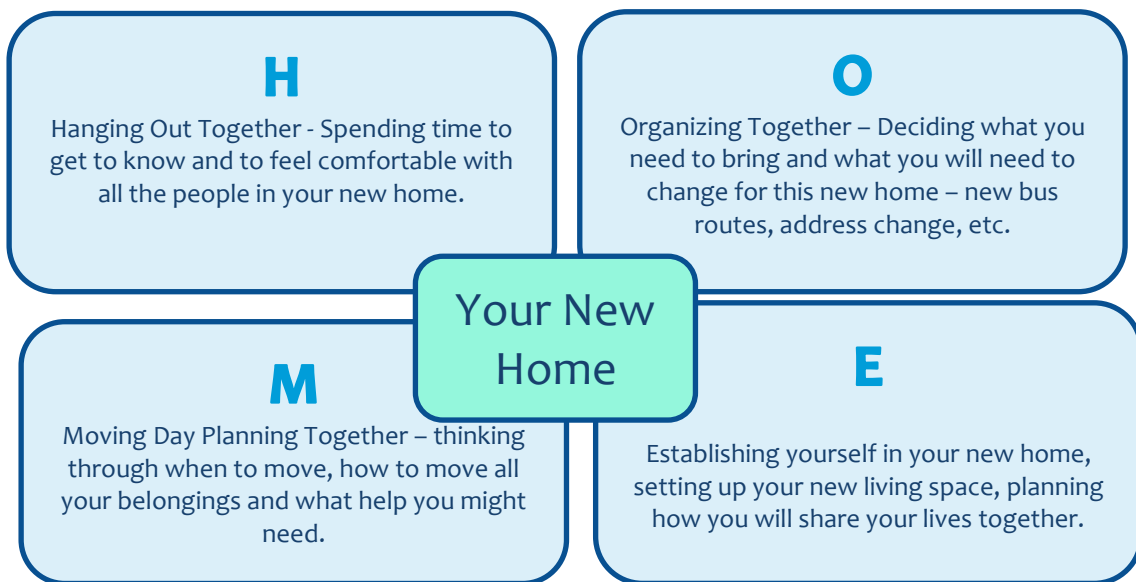 H
Hanging Out Together - Spending time to
get to know and to feel comfortable with
all the people in your new home.
O
Organizing Together – Deciding what you
need to bring and what you will need to
change for this new home – new bus
routes, address change, etc.
Your New
Home
M
Moving Day Planning Together – thinking
through when to move, how to move all
your belongings and what help you might
need.
E
Establishing yourself in your new home,
setting up your new living space, planning
how you will share your lives together.